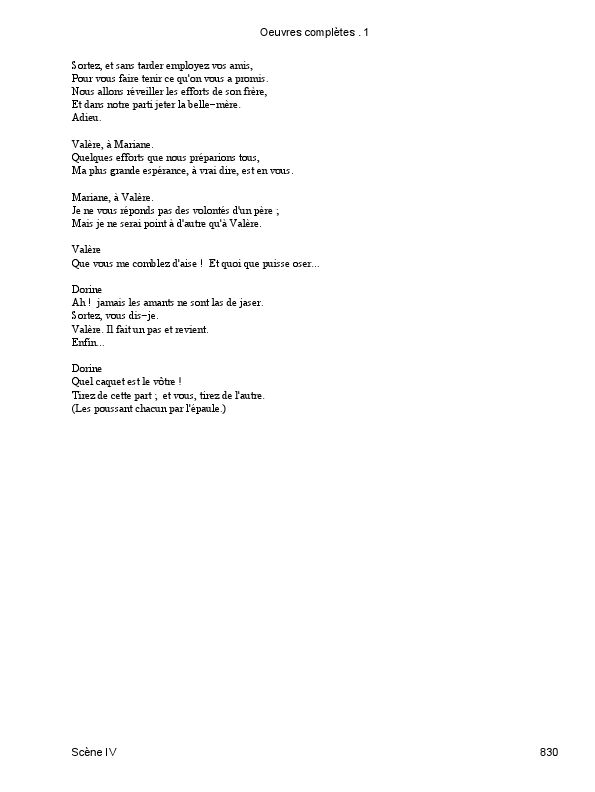 Oeuvres complètes . 1
Sortez, et sans tarder employez vos amis,
Pour vous faire tenir ce qu'on vous a promis.
Nous allons réveiller les efforts de son frère,
Et dans notre parti jeter la belle−mère.
Adieu.
Valère, à Mariane.
Quelques efforts que nous préparions tous,
Ma plus grande espérance, à vrai dire, est en vous.
Mariane, à Valère.
Je ne vous réponds pas des volontés d'un père ;
Mais je ne serai point à d'autre qu'à Valère.
Valère
Que vous me comblez d'aise ! Et quoi que puisse oser...
Dorine
Ah ! jamais les amants ne sont las de jaser.
Sortez, vous dis−je.
Valère. Il fait un pas et revient.
Enfin...
Dorine
Quel caquet est le vôtre !
Tirez de cette part ; et vous, tirez de l'autre.
(Les poussant chacun par l'épaule.)
Scène IV
830